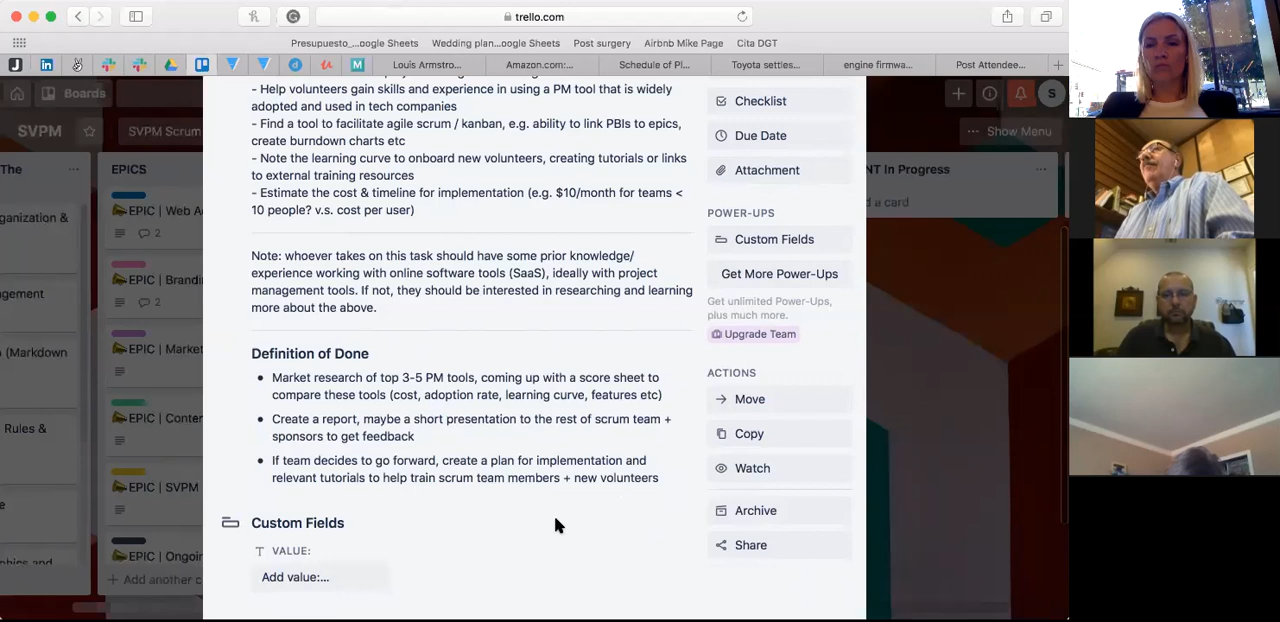 trello.com
Presupuesto_...oogle Sheets
Wedding plan...oogle Sheets
Post surgery
Airbnb Mike Page
Cita DGT
Louis Armstro...
Amazon.com:...
Schedule of Pl...
Toyota settles...
engine firmwa...
Post Attendee...
Boards
S
SVPM
SVPM Scrum
Show Menu
The
ganization &
gement
(Markdown
Rules &
e
EPICS
EPIC | Web A
2
EPIC | Brandi
2
EPIC | Market
EPIC | Conter
EPIC | SVPM
EPIC | Ongoin
Add another c
NT In Progress
d a card
- Help volunteers gain skills and experience in using a PM tool that is widely
adopted and used in tech companies
- Find a tool to facilitate agile scrum / kanban, e.g. ability to link PBIs to epics,
create burndown charts etc
- Note the learning curve to onboard new volunteers, creating tutorials or links
to external training resources
- Estimate the cost & timeline for implementation (e.g. $10/month for teams <
10 people? v.s. cost per user)
Note: whoever takes on this task should have some prior knowledge/
experience working with online software tools (SaaS), ideally with project
management tools. If not, they should be interested in researching and learning
more about the above.
Definition of Done
• Market research of top 3-5 PM tools, coming up with a score sheet to
compare these tools (cost, adoption rate, learning curve, features etc)
• Create a report, maybe a short presentation to the rest of scrum team +
sponsors to get feedback
• If team decides to go forward, create a plan for implementation and
relevant tutorials to help train scrum team members + new volunteers
Custom Fields
VALUE:
Add value:...
Checklist
Due Date
Attachment
POWER-UPS
Custom Fields
Get More Power-Ups
Get unlimited Power-Ups,
plus much more.
Upgrade Team
ACTIONS
Move
Copy
Watch
Archive
Share